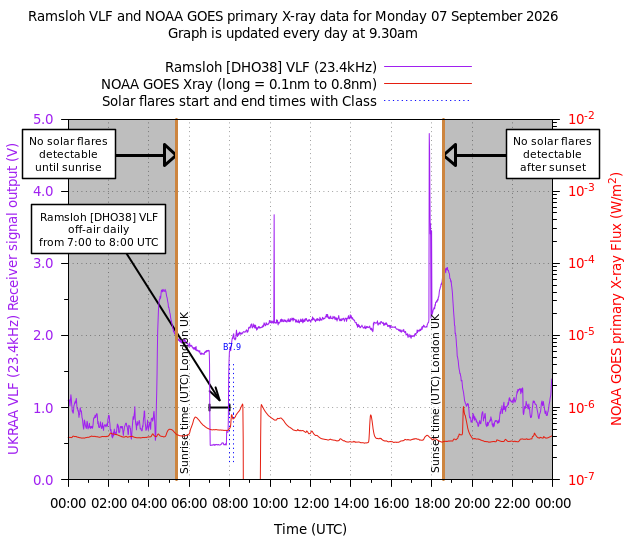 Ramsloh VLF and NOAA GOES primary X-ray data for Monday 07 September 2026
Graph is updated every day at 9.30am
Ramsloh [DHO38] VLF (23.4kHz)
NOAA GOES Xray (long = 0.1nm to 0.8nm)
Solar flares start and end times with Class
5.0
4.0
3.0
2.0
1.0
0.0
UKRAA VLF (23.4kHz) Receiver signal output (V)
No solar flares
detectable
until sunrise
Ramsloh [DHO38] VLF
off-air daily
from 7:00 to 8:00 UTC
Sunrise time (UTC) London UK
B7.9
Sunset time (UTC) London UK
No solar flares
detectable
after sunset
10⁻²
10⁻³
10⁻⁴
10⁻⁵
10⁻⁶
10⁻⁷
NOAA GOES primary X-ray Flux (W/m²)
00:00 02:00 04:00 06:00 08:00 10:00 12:00 14:00 16:00 18:00 20:00 22:00 00:00
Time (UTC)